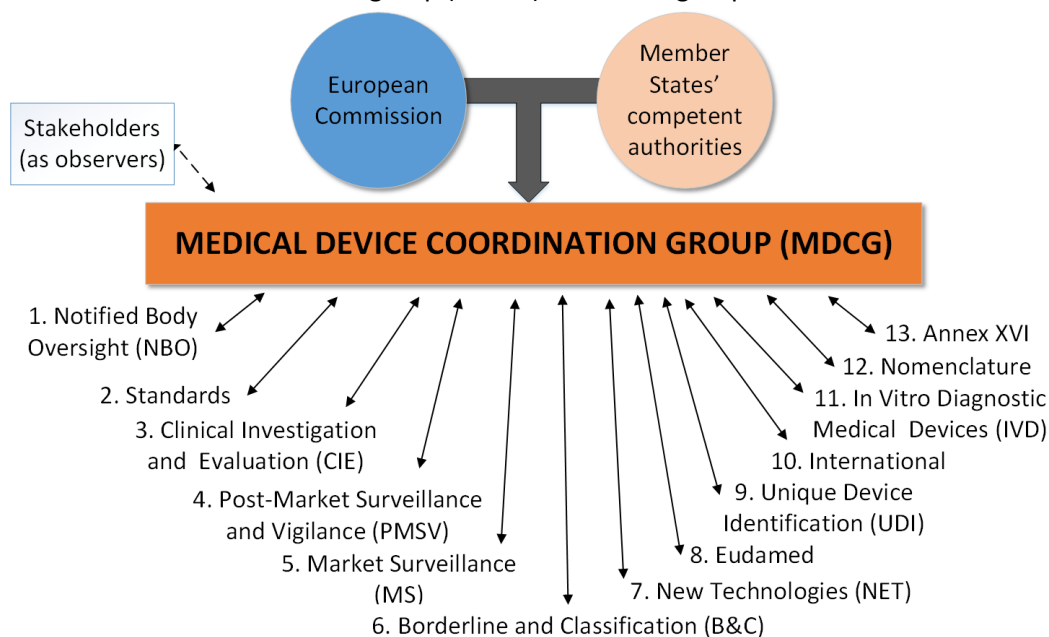 European
Commission
Member
States’
competent
authorities
Stakeholders
(as observers)
MEDICAL DEVICE COORDINATION GROUP (MDCG)
1. Notified Body
Oversight (NBO)
2. Standards
3. Clinical Investigation
and Evaluation (CIE)
4. Post-Market Surveillance
and Vigilance (PMSV)
5. Market Surveillance
(MS)
6. Borderline and Classification (B&C)
7. New Technologies (NET)
8. Eudamed
9. Unique Device
Identification (UDI)
10. International
11. In Vitro Diagnostic
Medical Devices (IVD)
12. Nomenclature
13. Annex XVI